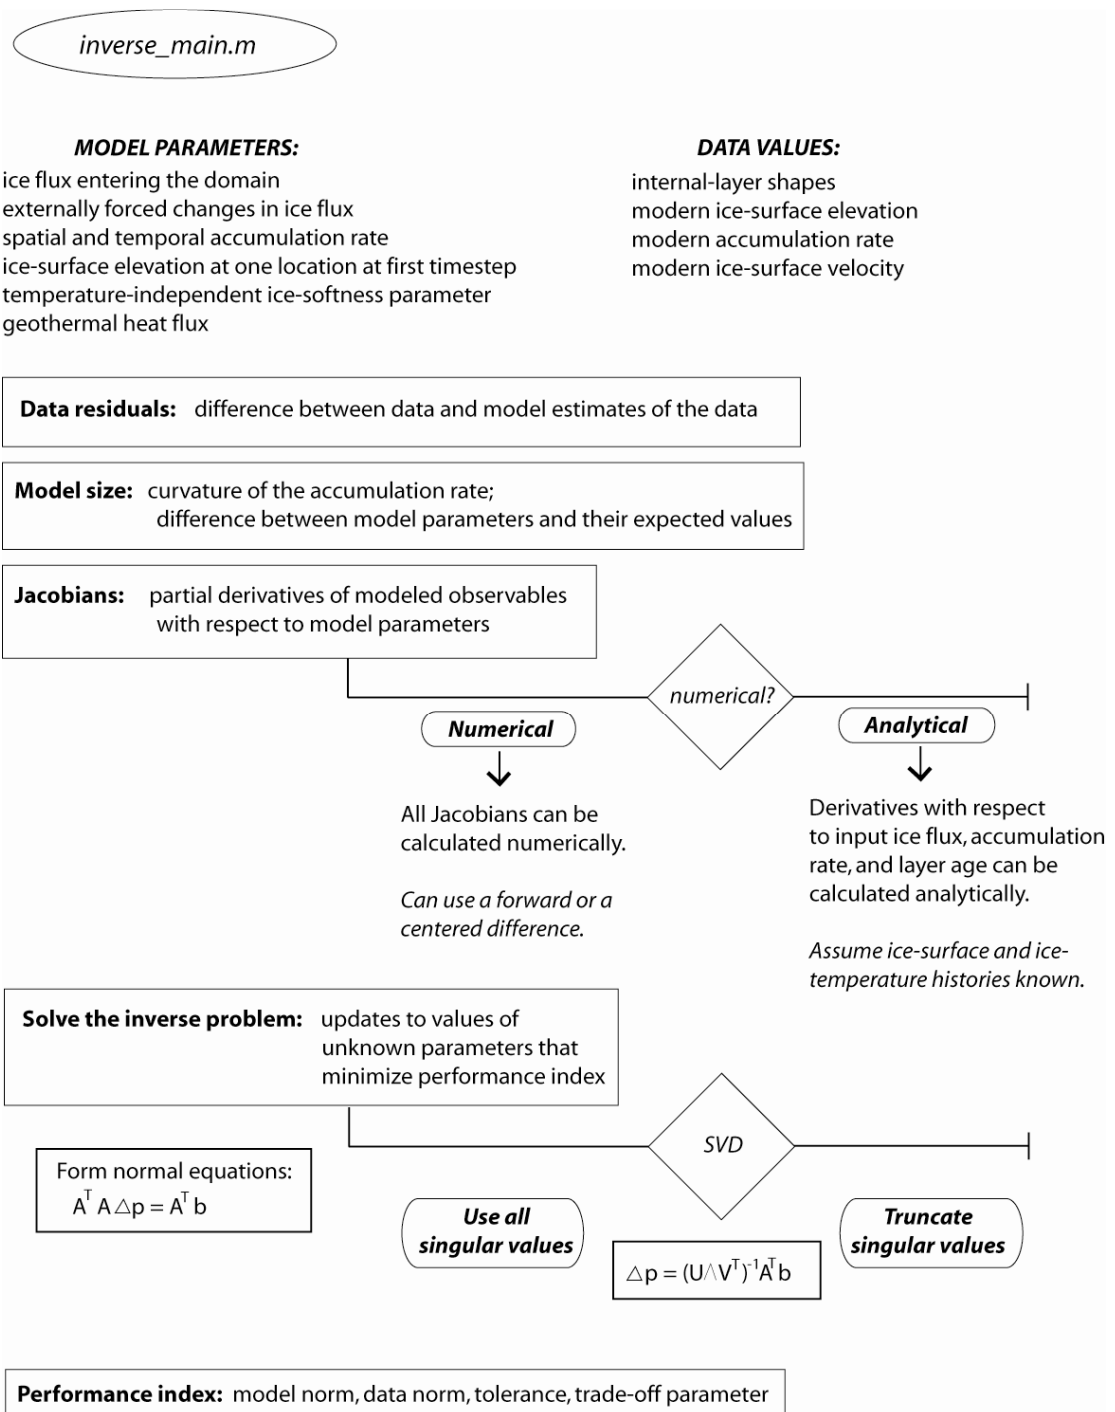 inverse_main.m
MODEL PARAMETERS:
ice flux entering the domain
externally forced changes in ice flux
spatial and temporal accumulation rate
ice-surface elevation at one location at first timestep
temperature-independent ice-softness parameter
geothermal heat flux
DATA VALUES:
internal-layer shapes
modern ice-surface elevation
modern accumulation rate
modern ice-surface velocity
Data residuals: difference between data and model estimates of the data
Model size: curvature of the accumulation rate;
difference between model parameters and their expected values
Jacobians: partial derivatives of modeled observables
with respect to model parameters
numerical?
Numerical
All Jacobians can be
calculated numerically.
Can use a forward or a
centered difference.
Analytical
Derivatives with respect
to input ice flux, accumulation
rate, and layer age can be
calculated analytically.
Assume ice-surface and ice-
temperature histories known.
Solve the inverse problem: updates to values of
unknown parameters that
minimize performance index
SVD
Form normal equations:
Aᵀ A △p = Aᵀ b
Use all
singular values
△p = (U∧Vᵀ)⁻¹Aᵀb
Truncate
singular values
Performance index: model norm, data norm, tolerance, trade-off parameter